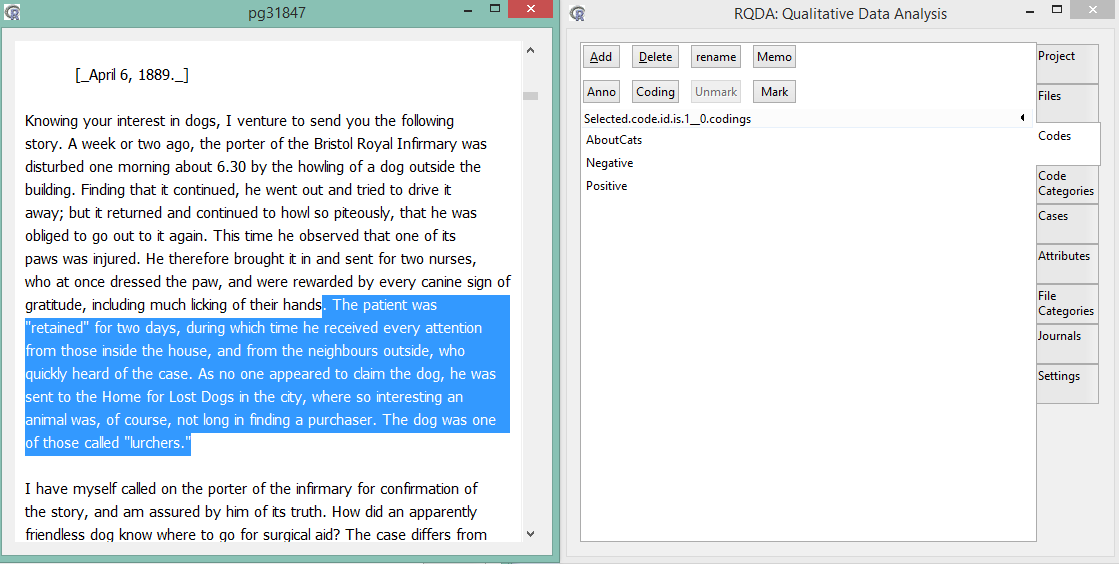 pg31847
[_April 6, 1889._]
Knowing your interest in dogs, I venture to send you the following
story. A week or two ago, the porter of the Bristol Royal Infirmary was
disturbed one morning about 6.30 by the howling of a dog outside the
building. Finding that it continued, he went out and tried to drive it
away; but it returned and continued to howl so piteously, that he was
obliged to go out to it again. This time he observed that one of its
paws was injured. He therefore brought it in and sent for two nurses,
who at once dressed the paw, and were rewarded by every canine sign of
gratitude, including much licking of their hands. The patient was
"retained" for two days, during which time he received every attention
from those inside the house, and from the neighbours outside, who
quickly heard of the case. As no one appeared to claim the dog, he was
sent to the Home for Lost Dogs in the city, where so interesting an
animal was, of course, not long in finding a purchaser. The dog was one
of those called "lurchers."
I have myself called on the porter of the infirmary for confirmation of
the story, and am assured by him of its truth. How did an apparently
friendless dog know where to go for surgical aid? The case differs from
RQDA: Qualitative Data Analysis
Add Delete rename Memo
Anno Coding Unmark Mark
Selected.code.id.is.1__0.codings
AboutCats
Negative
Positive
Project
Files
Codes
Code
Categories
Cases
Attributes
File
Categories
Journals
Settings